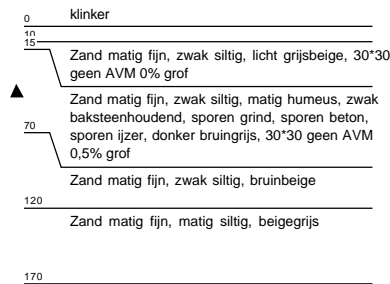 0
klinker
10
15
Zand matig fijn, zwak siltig, licht grijsbeige, 30*30
geen AVM 0% grof
Zand matig fijn, zwak siltig, matig humeus, zwak
baksteenhoudend, sporen grind, sporen beton,
70
sporen ijzer, donker bruingrijs, 30*30 geen AVM
0,5% grof
Zand matig fijn, zwak siltig, bruinbeige
120
Zand matig fijn, matig siltig, beigegrijs
170